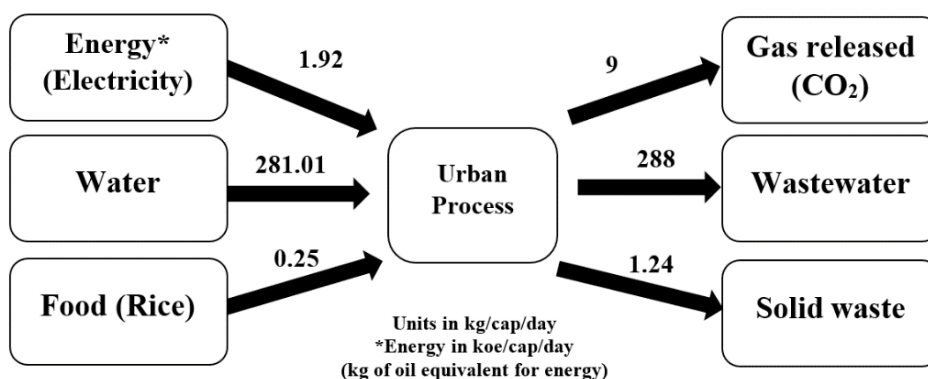 Energy*
(Electricity)
1.92
9
Gas released
(CO₂)
Water
281.01
Urban
Process
288
Wastewater
Food (Rice)
0.25
1.24
Solid waste
Units in kg/cap/day
*Energy in koe/cap/day
(kg of oil equivalent for energy)